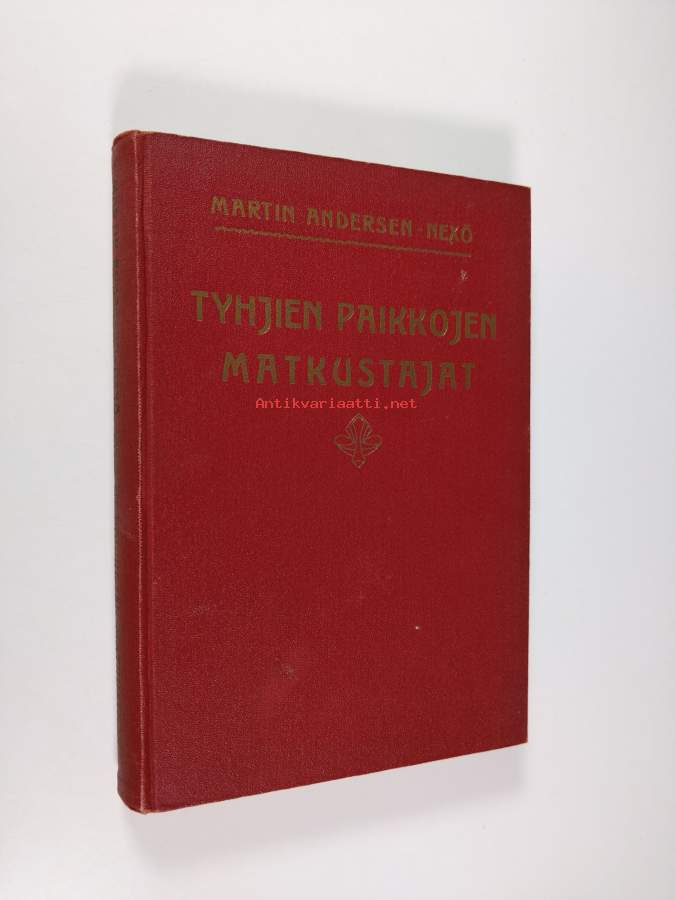 MARTIN ANDERSEN-NEXÖ
TYHJIEN PAIKKOJEN
MATKUSTAJAT
Antikvariaatti.net